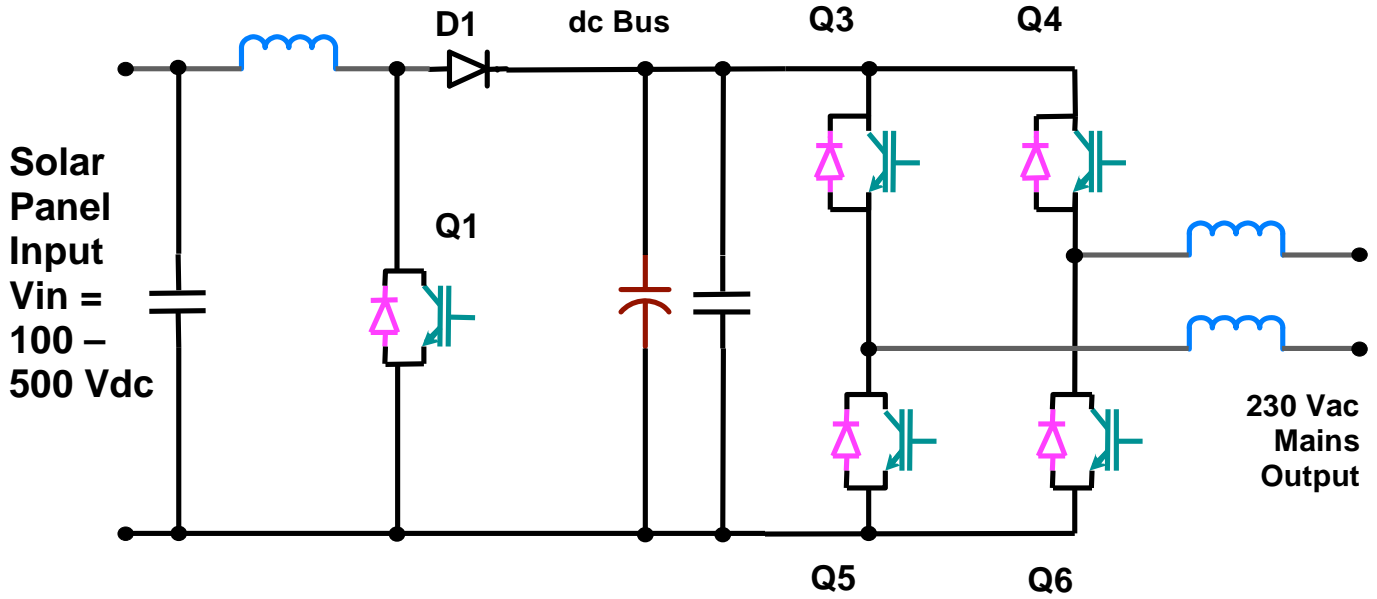 D1
dc Bus
Q3
Q4
Solar
Panel
Input
Vin =
100 –
500 Vdc
Q1
230 Vac
Mains
Output
Q5
Q6